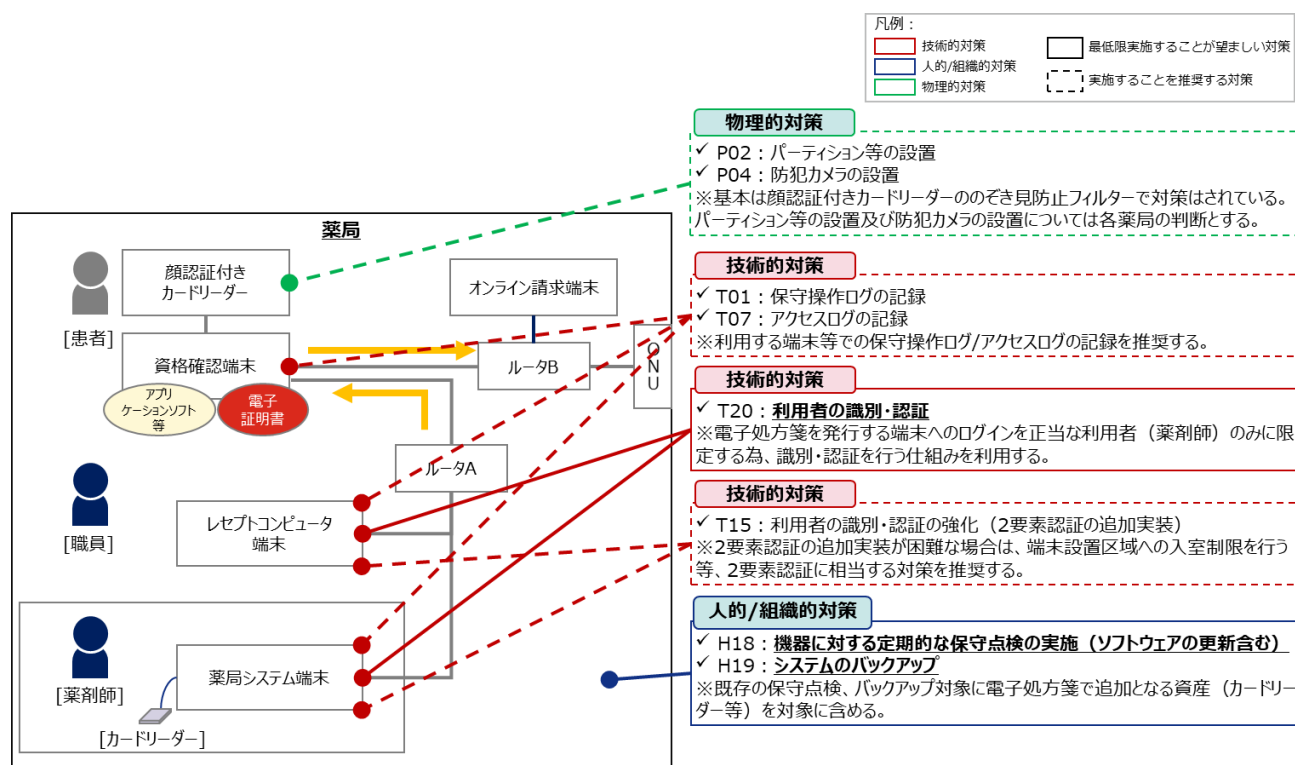 凡例：
技術的対策
人的/組織的対策
物理的対策
最低限実施することが望ましい対策
実施することを推奨する対策
物理的対策
✓ P02：パーティション等の設置
✓ P04：防犯カメラの設置
※基本は顔認証付きカードリーダーののぞき見防止フィルターで対策はされている。
パーティション等の設置及び防犯カメラの設置については各薬局の判断とする。
技術的対策
✓ T01：保守操作ログの記録
✓ T07：アクセスログの記録
※利用する端末等での保守操作ログ/アクセスログの記録を推奨する。
技術的対策
✓ T20：利用者の識別・認証
※電子処方箋を発行する端末へのログインを正当な利用者（薬剤師）のみに限
定する為、識別・認証を行う仕組みを利用する。
技術的対策
✓ T15：利用者の識別・認証の強化（2要素認証の追加実装）
※2要素認証の追加実装が困難な場合は、端末設置区域への入室制限を行う
等、2要素認証に相当する対策を推奨する。
人的/組織的対策
✓ H18：機器に対する定期的な保守点検の実施（ソフトウェアの更新含む）
✓ H19：システムのバックアップ
※既存の保守点検、バックアップ対象に電子処方箋で追加となる資産（カードリー
ダー等）を対象に含める。
薬局
[患者]
顔認証付き
カードリーダー
オンライン請求端末
資格確認端末
アプリ
ケーションソフト
等
電子
証明書
ルータB
ONU
ルータA
[職員]
レセプトコンピュータ
端末
[薬剤師]
薬局システム端末
[カードリーダー]